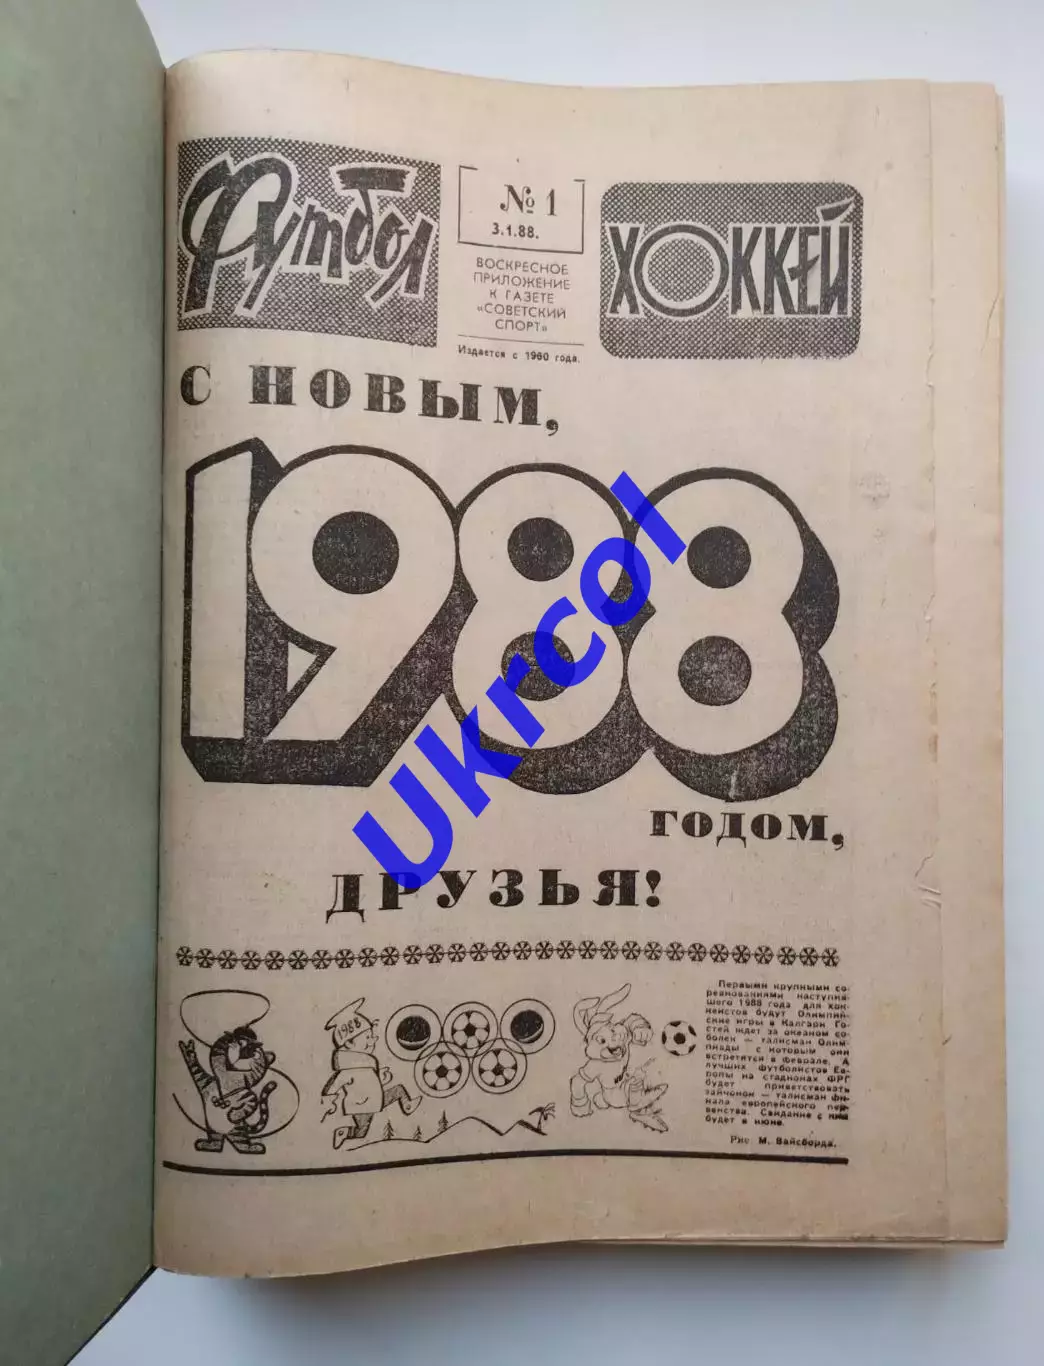 Футбол
№ 1
3.1.88.
ВОСКРЕСНОЕ
ПРИЛОЖЕНИЕ
К ГАЗЕТЕ
«СОВЕТСКИЙ
СПОРТ»
Издается с 1960 года.
ХОККЕЙ
С НОВЫМ,
1988
ГОДОМ,
ДРУЗЬЯ!
Ukrcol
1988
Первыми крупными со-
ревнованиями наступив-
шего 1988 года для хок-
кеистов будут Олимпий-
ские игры в Калгари. Го-
стей ждет за океаном со-
болек — талисман Олим-
пиады, с которым они
встретятся в феврале. А
лучших футболистов Ев-
ропы на стадионах ФРГ
будет приветствовать
зайчонок — талисман фи-
нала европейского пер-
венства. Свидание с ним
будет в июне.
Рис. М. Вайсборда.